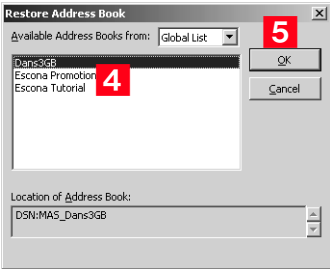 Restore Address Book
Available Address Books from: Global List
5
OK
Dans3GB
Escona Promotion
4
Escona Tutorial
Cancel
Location of Address Book:
DSN:MAS_Dans3GB